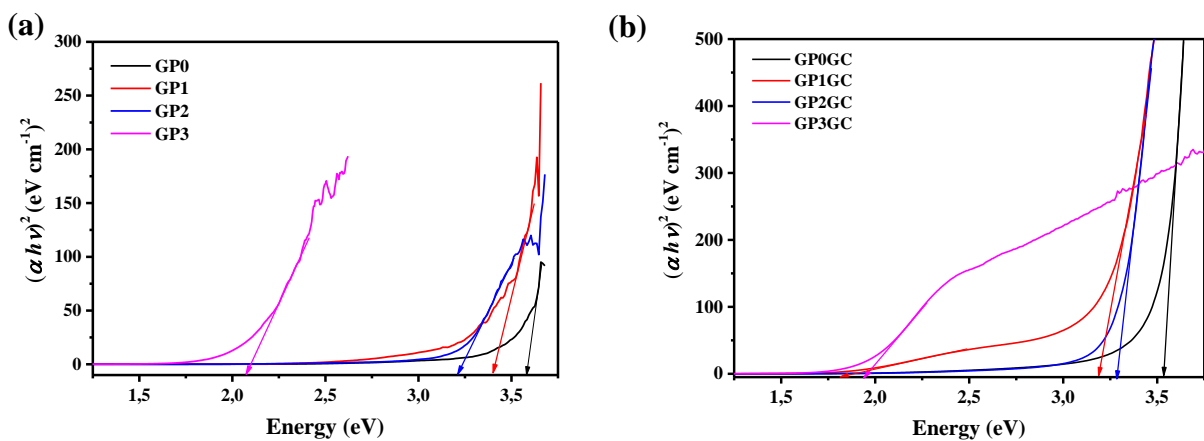 (a)
300
250
200
150
100
50
0
(α hν)² (eV cm⁻¹)²
GP0
GP1
GP2
GP3
1,5
2,0
2,5
3,0
3,5
Energy (eV)
(b)
500
400
300
200
100
0
(α hν)² (eV cm⁻¹)²
GP0GC
GP1GC
GP2GC
GP3GC
1,5
2,0
2,5
3,0
3,5
Energy (eV)